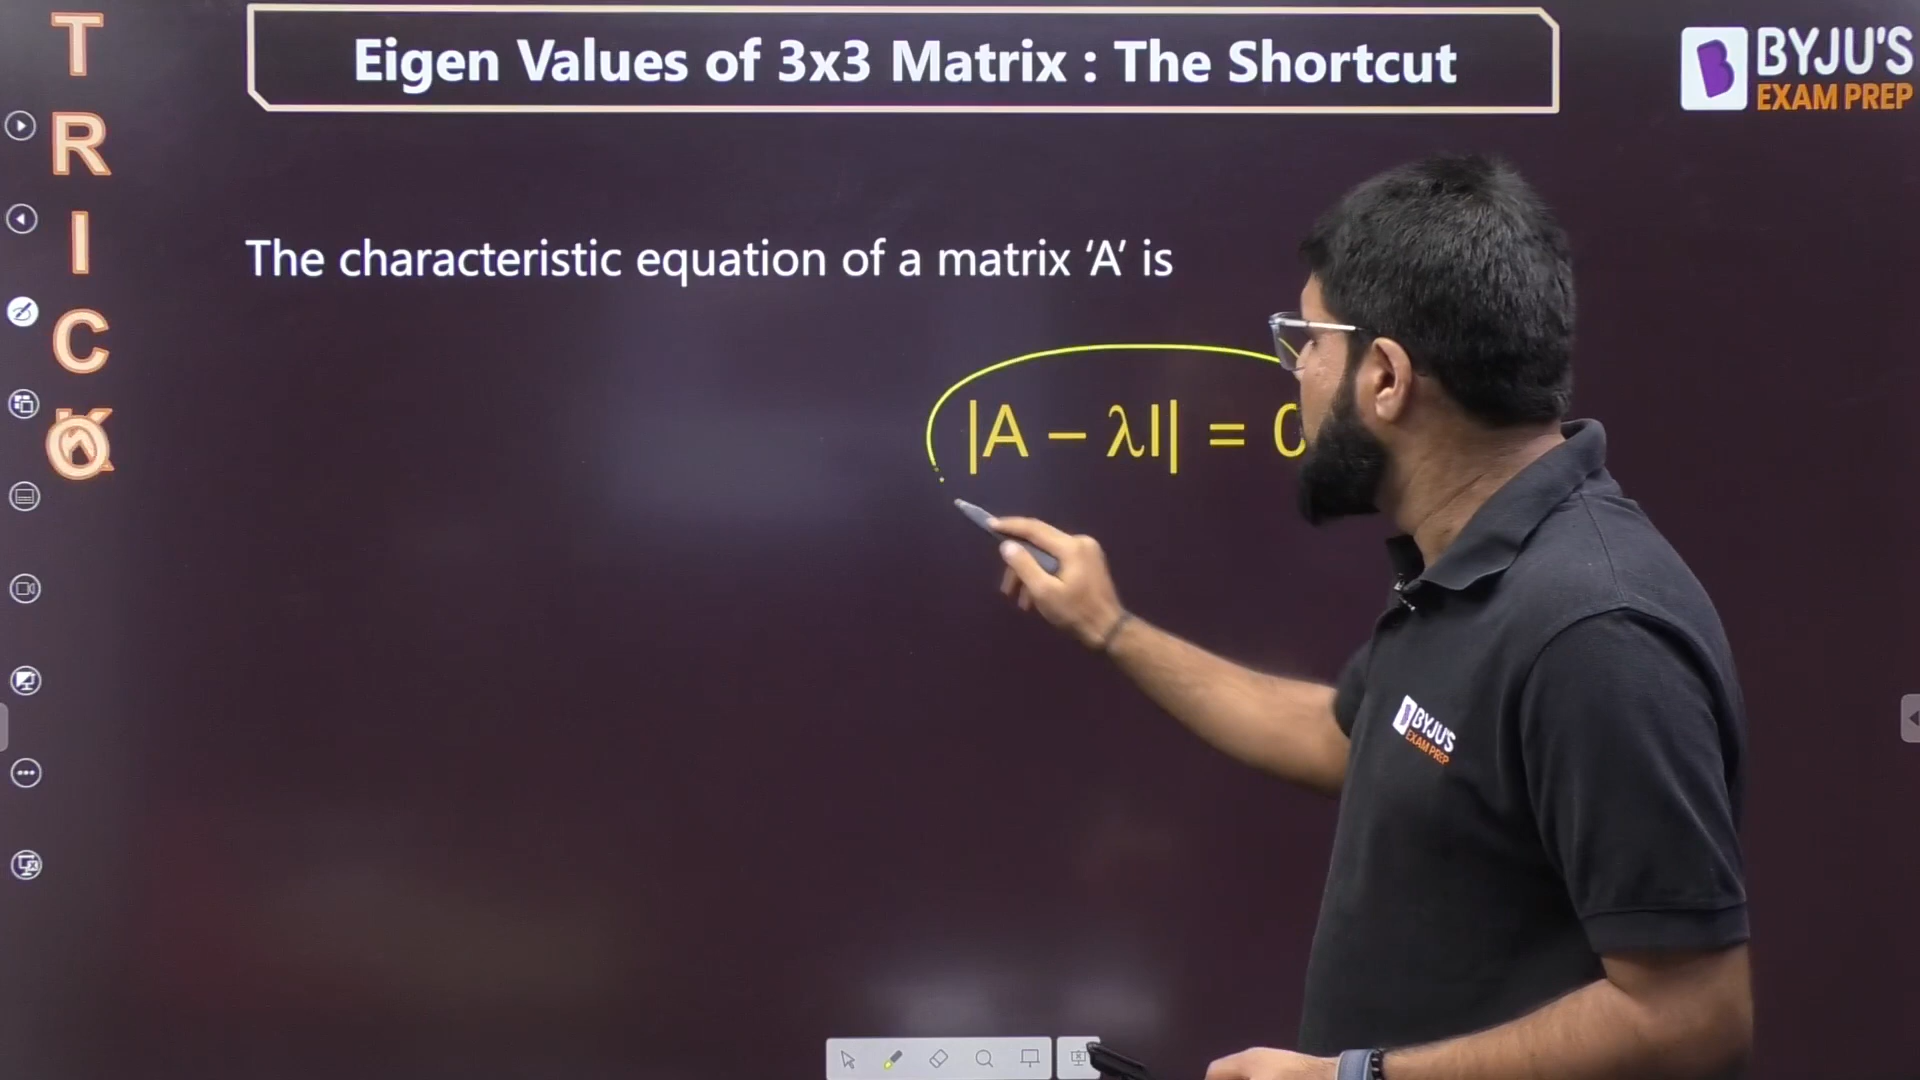 T
R
I
C
K
Eigen Values of 3x3 Matrix : The Shortcut
BYJU'S
EXAM PREP
The characteristic equation of a matrix ‘A’ is
|A – λI| = 0
BYJU'S
EXAM PREP